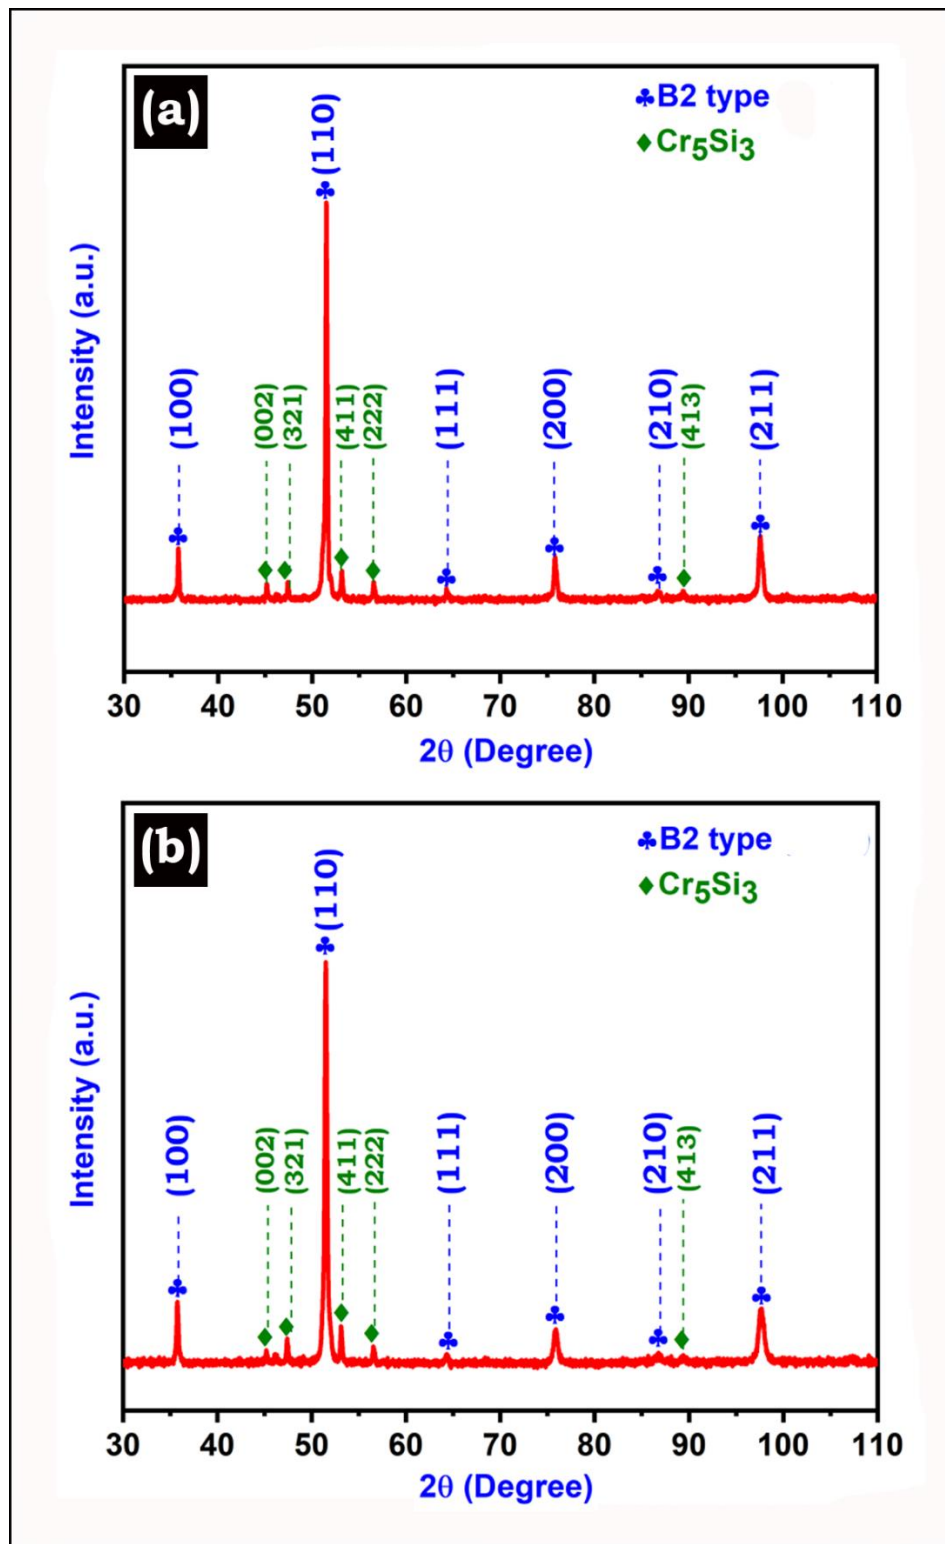 (a)
♣B2 type
♦Cr5Si3
Intensity (a.u.)
(100)
(002)
(321)
(110)
(411)
(222)
(111)
(200)
(210)
(413)
(211)
30 40 50 60 70 80 90 100 110
2θ (Degree)
(b)
♣B2 type
♦Cr5Si3
Intensity (a.u.)
(100)
(002)
(321)
(110)
(411)
(222)
(111)
(200)
(210)
(413)
(211)
30 40 50 60 70 80 90 100 110
2θ (Degree)